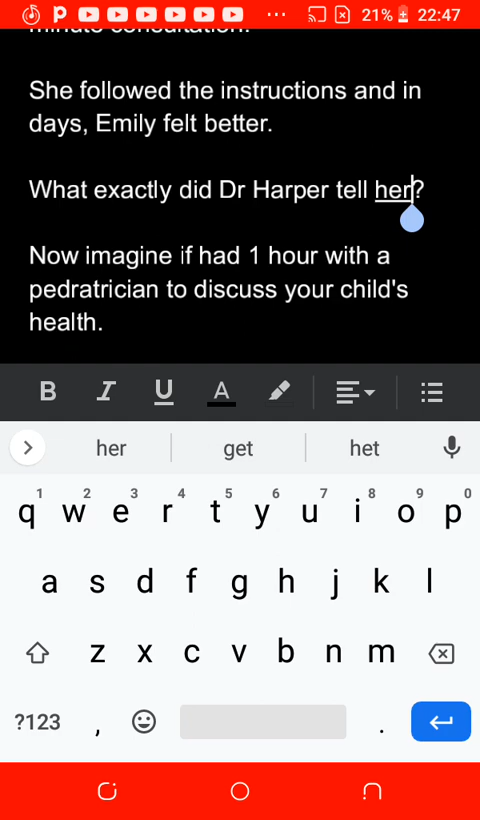 21% 22:47
minute consultation.
She followed the instructions and in
days, Emily felt better.
What exactly did Dr Harper tell her?
Now imagine if had 1 hour with a
pedratrician to discuss your child's
health.
B I U A
her get het
1 2 3 4 5 6 7 8 9 0
q w e r t y u i o p
a s d f g h j k l
z x c v b n m
?123 , .